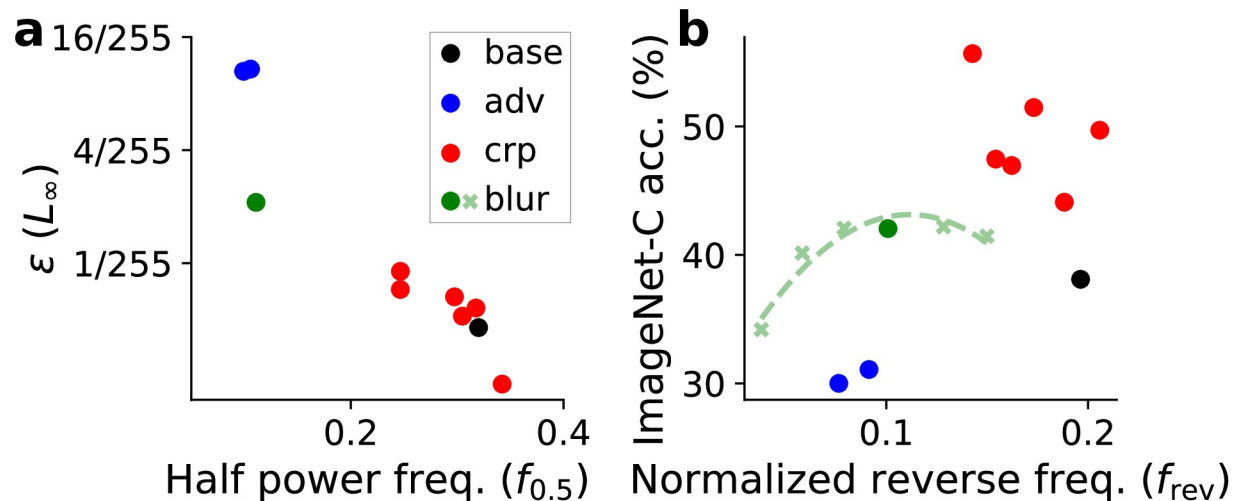 a
16/255
4/255
1/255
ε (L∞)
0.2
0.4
Half power freq. (f0.5)
base
adv
crp
blur
b
ImageNet-C acc. (%)
50
40
30
0.1
0.2
Normalized reverse freq. (frev)